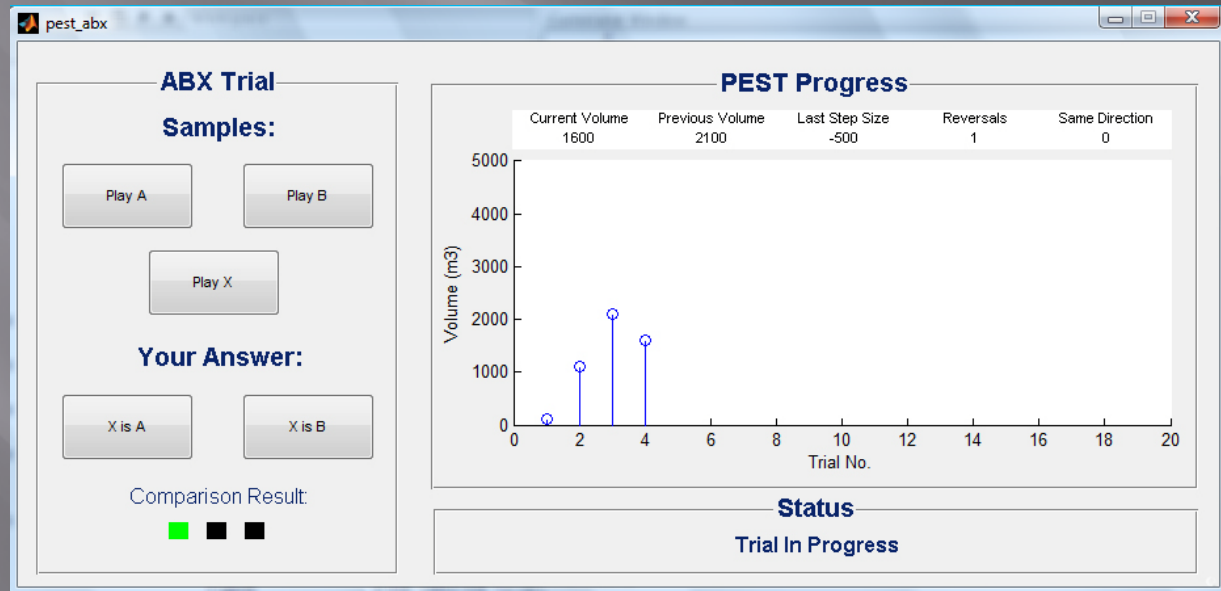 pest_abx
ABX Trial
Samples:
Play A
Play B
Play X
Your Answer:
X is A
X is B
Comparison Result:
PEST Progress
Current Volume Previous Volume Last Step Size Reversals Same Direction
1600 2100 -500 1 0
5000
4000
3000
2000
1000
0
Volume (m3)
0 2 4 6 8 10 12 14 16 18 20
Trial No.
Status
Trial In Progress